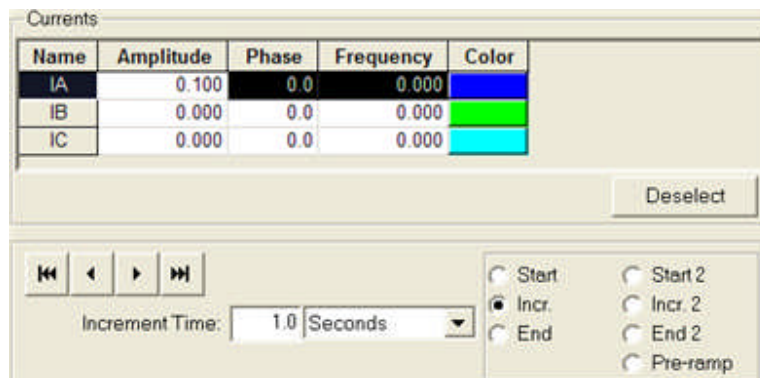 Currents
Name Amplitude Phase Frequency Color
IA 0.100 0.0 0.000
IB 0.000 0.0 0.000
IC 0.000 0.0 0.000
Deselect
Start Start 2
Increment Time: 1.0 Seconds Incr. Incr. 2
End End 2
Pre-ramp